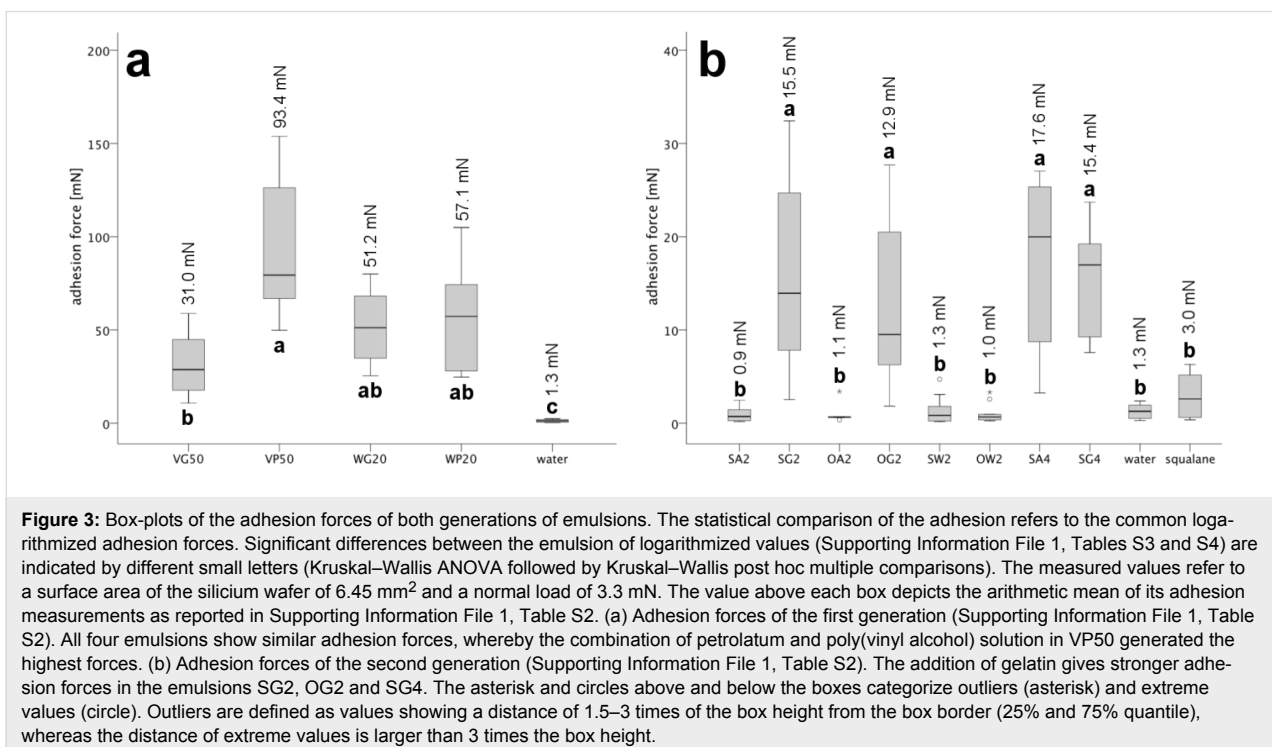 a
200
150
100
50
0
adhesion force [mN]
31.0 mN
93.4 mN
51.2 mN
57.1 mN
1.3 mN
b
a
ab
ab
c
VG50 VP50 WG20 WP20 water
b
40
30
20
10
0
adhesion force [mN]
0.9 mN
15.5 mN
1.1 mN
12.9 mN
1.3 mN
1.0 mN
17.6 mN
15.4 mN
1.3 mN
3.0 mN
b
a
b
a
b
b
a
a
b
b
SA2 SG2 OA2 OG2 SW2 OW2 SA4 SG4 water squalane
Figure 3: Box-plots of the adhesion forces of both generations of emulsions. The statistical comparison of the adhesion refers to the common loga-
rithmized adhesion forces. Significant differences between the emulsion of logarithmized values (Supporting Information File 1, Tables S3 and S4) are
indicated by different small letters (Kruskal–Wallis ANOVA followed by Kruskal–Wallis post hoc multiple comparisons). The measured values refer to
a surface area of the silicium wafer of 6.45 mm² and a normal load of 3.3 mN. The value above each box depicts the arithmetic mean of its adhesion
measurements as reported in Supporting Information File 1, Table S2. (a) Adhesion forces of the first generation (Supporting Information File 1, Table
S2). All four emulsions show similar adhesion forces, whereby the combination of petrolatum and poly(vinyl alcohol) solution in VP50 generated the
highest forces. (b) Adhesion forces of the second generation (Supporting Information File 1, Table S2). The addition of gelatin gives stronger adhe-
sion forces in the emulsions SG2, OG2 and SG4. The asterisk and circles above and below the boxes categorize outliers (asterisk) and extreme
values (circle). Outliers are defined as values showing a distance of 1.5–3 times of the box height from the box border (25% and 75% quantile),
whereas the distance of extreme values is larger than 3 times the box height.